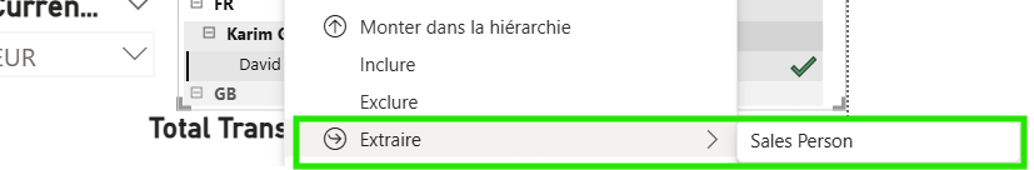 Curren...
FR
Monter dans la hiérarchie
Karim
EUR
David
Inclure
GB
Exclure
Total Trans
Extraire
Sales Person